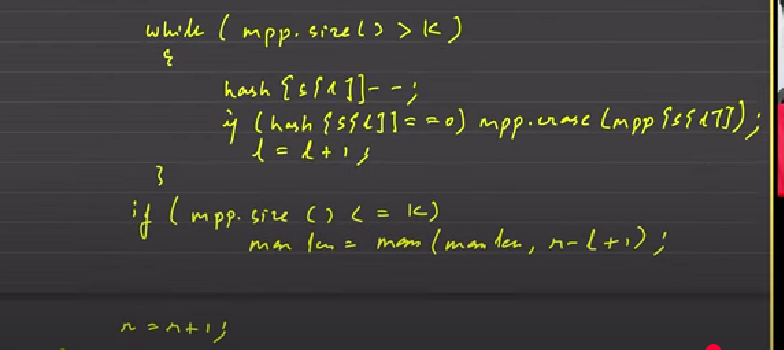 while ( mpp.size() > k)
{
hash[s[l]]--;
if (hash[s[l]]==0) mpp.erase(mpp[s[l]]);
l = l+1;
}
if ( mpp.size () <= k)
maxlen = max (maxlen, r-l+1);
r = r+1;